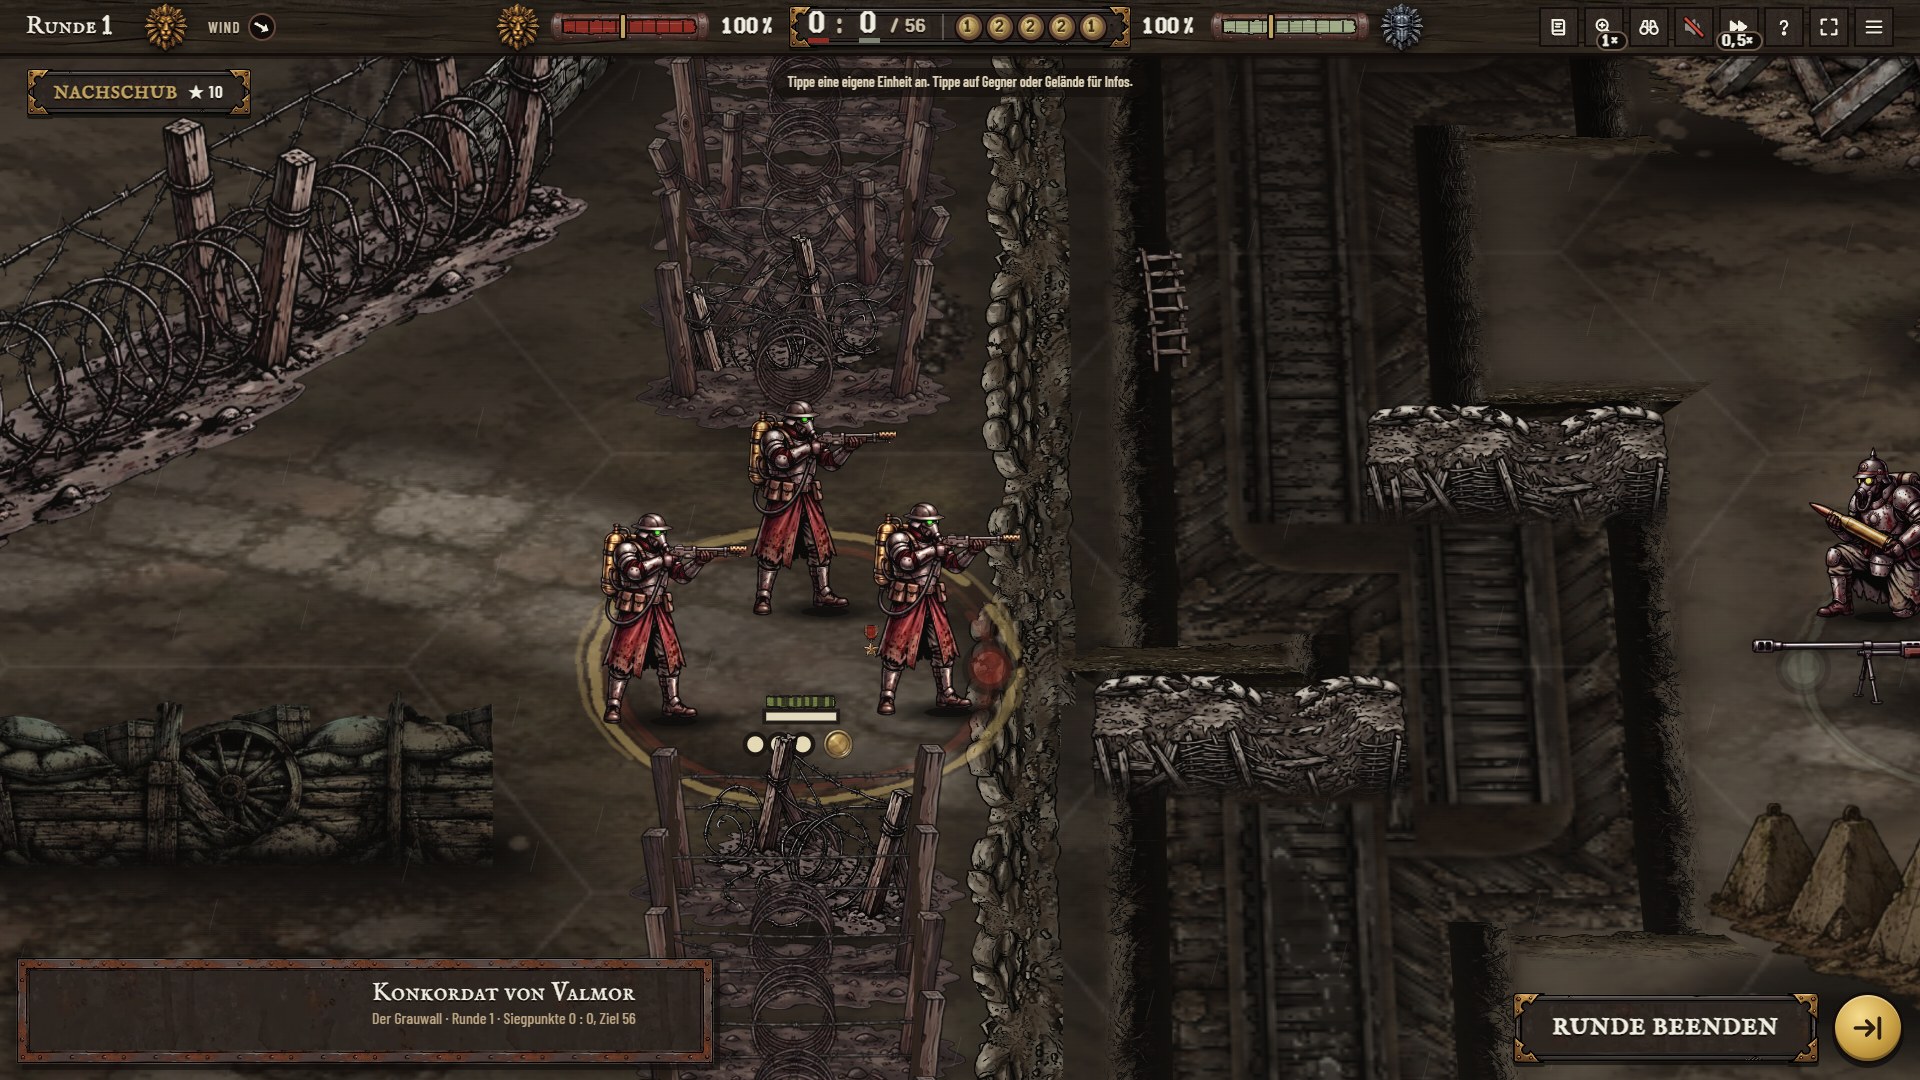 Runde 1
WIND
100 %
0 : 0 / 56
1 2 2 2 1
100 %
1×
0,5×
?
NACHSCHUB ★ 10
Tippe eine eigene Einheit an. Tippe auf Gegner oder Gelände für Infos.
Konkordat von Valmor
Der Grauwall · Runde 1 · Siegpunkte 0 : 0, Ziel 56
RUNDE BEENDEN